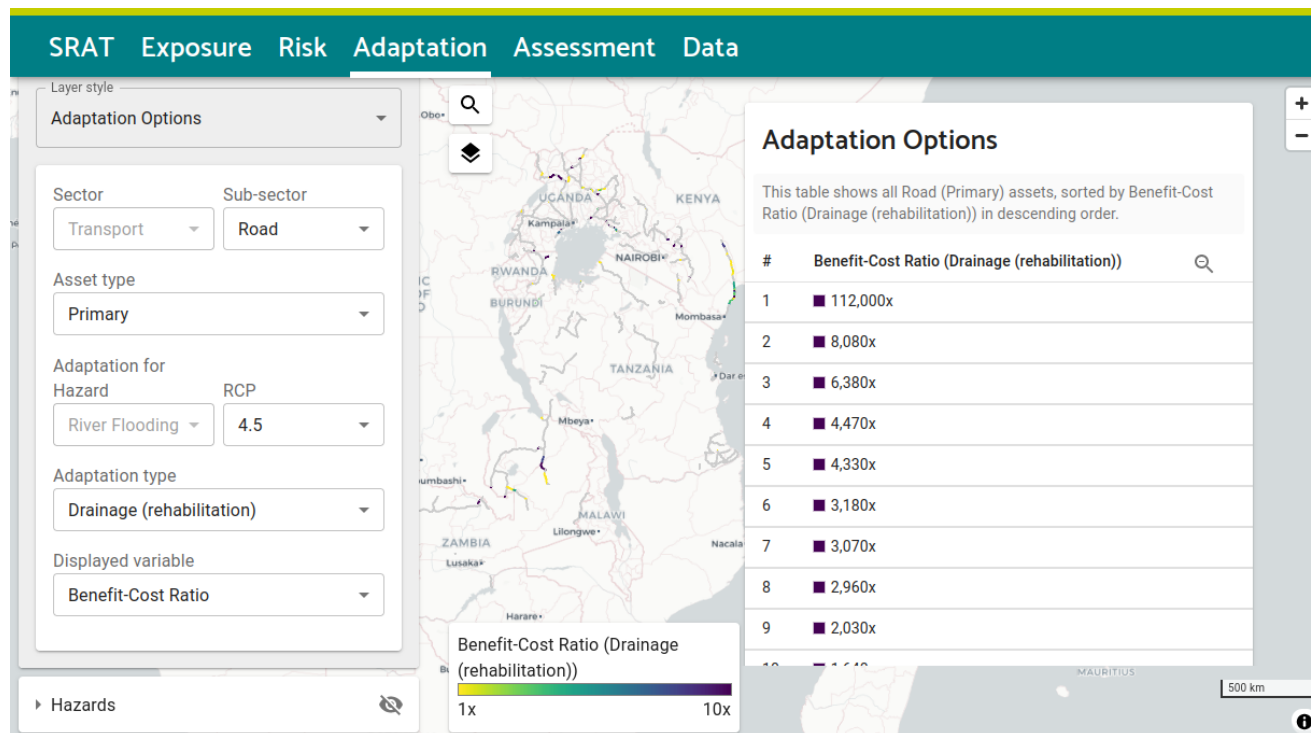 SRAT Exposure Risk Adaptation Assessment Data
Layer style
Adaptation Options
Sector
Sub-sector
Transport
Road
Asset type
Primary
Adaptation for
Hazard
RCP
River Flooding
4.5
Adaptation type
Drainage (rehabilitation)
Displayed variable
Benefit-Cost Ratio
Hazards
Obo
UGANDA
KENYA
Kampala
NAIROBI
RWANDA
BURUNDI
Mombasa
TANZANIA
Dar e
Mbeya
umbashi
MALAWI
Lilongwe
ZAMBIA
Nacala
Lusaka
Harare
Benefit-Cost Ratio (Drainage
(rehabilitation))
1x
10x
Adaptation Options
This table shows all Road (Primary) assets, sorted by Benefit-Cost
Ratio (Drainage (rehabilitation)) in descending order.
# Benefit-Cost Ratio (Drainage (rehabilitation))
1 112,000x
2 8,080x
3 6,380x
4 4,470x
5 4,330x
6 3,180x
7 3,070x
8 2,960x
9 2,030x
MAURITIUS
500 km